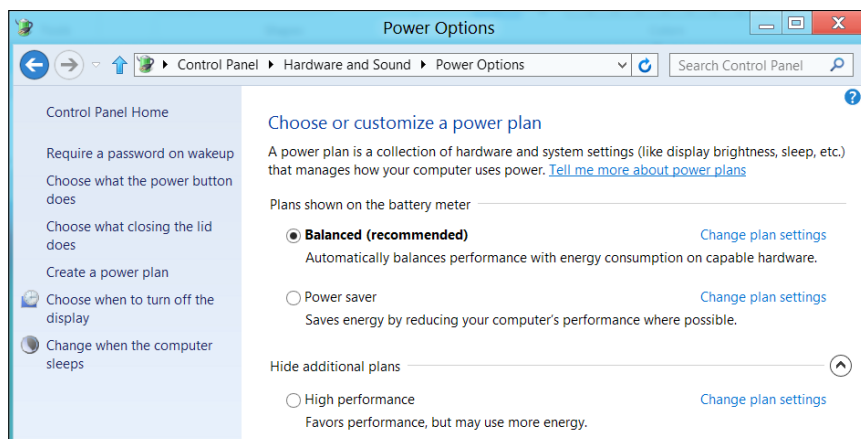 Power Options
Control Panel Hardware and Sound Power Options
Search Control Panel
Control Panel Home
Require a password on wakeup
Choose what the power button
does
Choose what closing the lid
does
Create a power plan
Choose when to turn off the
display
Change when the computer
sleeps
Choose or customize a power plan
A power plan is a collection of hardware and system settings (like display brightness, sleep, etc.)
that manages how your computer uses power. Tell me more about power plans
Plans shown on the battery meter
Balanced (recommended) Change plan settings
Automatically balances performance with energy consumption on capable hardware.
Power saver Change plan settings
Saves energy by reducing your computer's performance where possible.
Hide additional plans
High performance Change plan settings
Favors performance, but may use more energy.